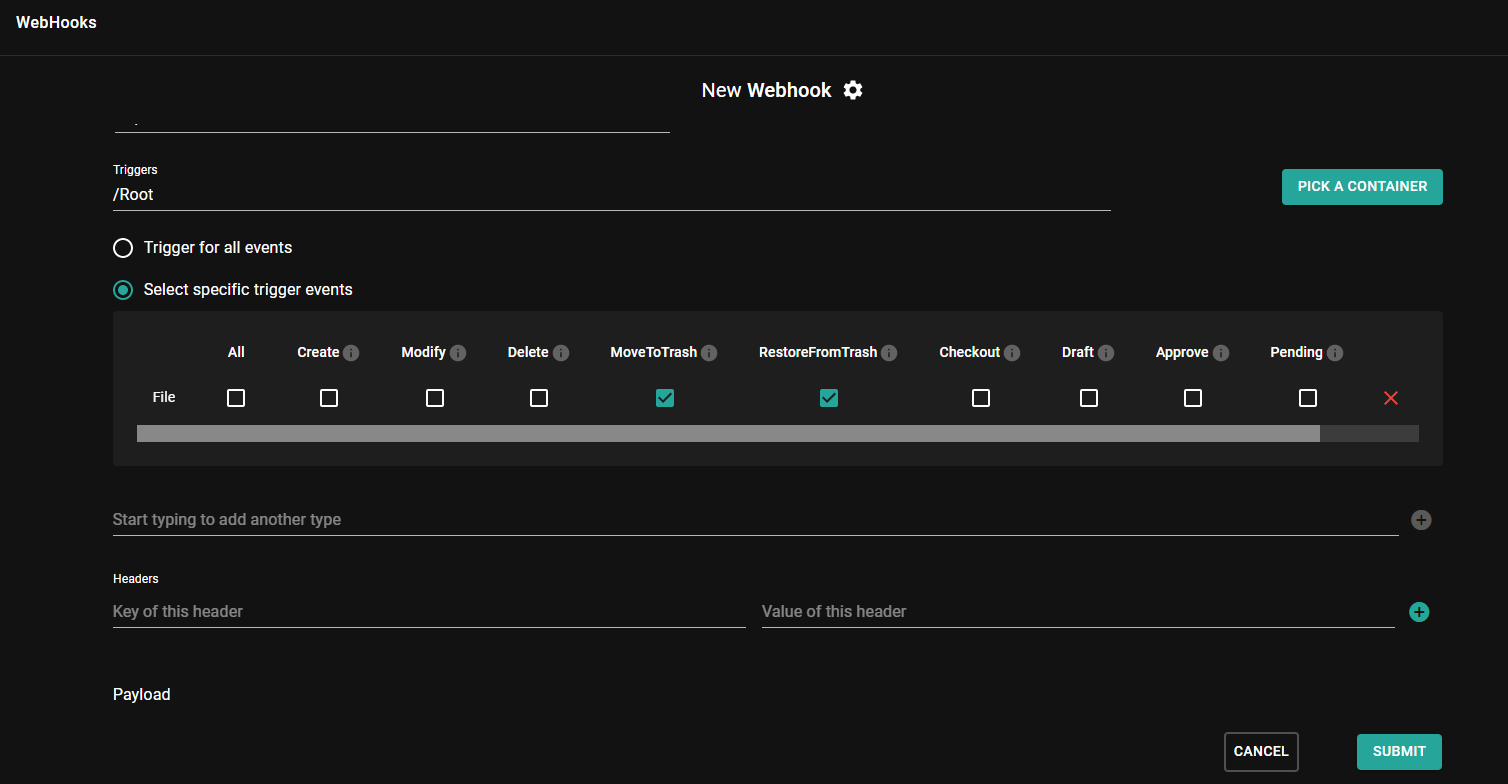 WebHooks
New Webhook
Triggers
/Root
PICK A CONTAINER
Trigger for all events
Select specific trigger events
All Create Modify Delete MoveToTrash RestoreFromTrash Checkout Draft Approve Pending
File
Start typing to add another type
Headers
Key of this header Value of this header
Payload
CANCEL SUBMIT